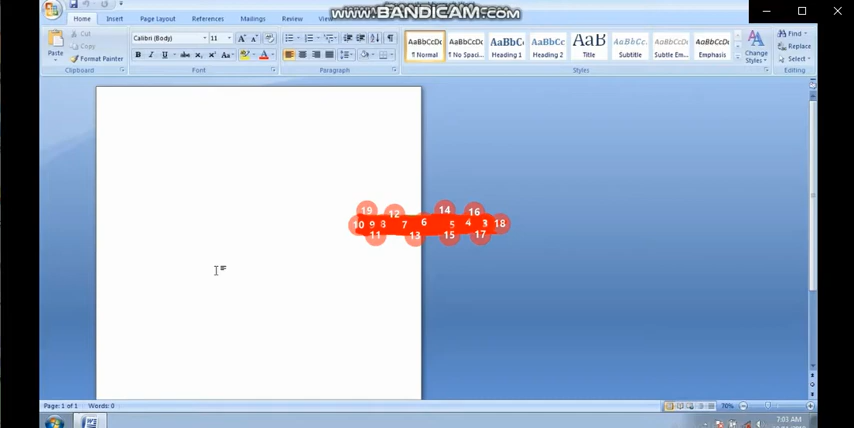 www.BANDICAM.com
Home Insert Page Layout References Mailings Review
Paste
Cut
Copy
Format Painter
Clipboard
Calibri (Body) 11
B I U
Font
Paragraph
AaBbCcDc
¶ Normal
AaBbCcDc
¶ No Spaci...
AaBbCc
Heading 1
AaBbCc
Heading 2
AaB
Title
AaBbCc.
Subtitle
AaBbCcDc
Subtle Em...
AaBbCcDc
Emphasis
Styles
Change
Styles
Find
Replace
Select
Editing
19 12 14 16
10 9 8 7 6 5 4 3 18
11 13 15 17
Page: 1 of 1 Words: 0
70%
7:03 AM